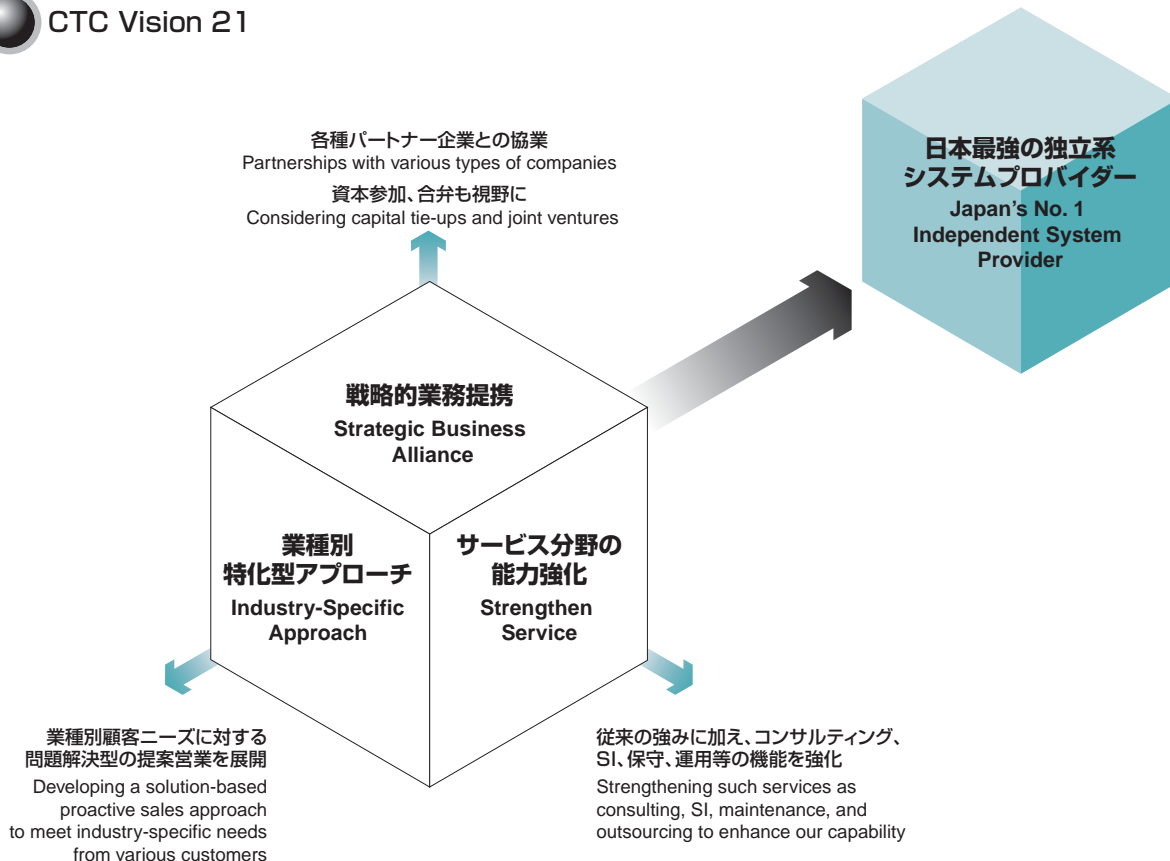 CTC Vision 21
各種パートナー企業との協業
Partnerships with various types of companies
資本参加、合弁も視野に
Considering capital tie-ups and joint ventures
日本最強の独立系
システムプロバイダー
Japan's No. 1
Independent System
Provider
戦略的業務提携
Strategic Business
Alliance
業種別
特化型アプローチ
Industry-Specific
Approach
サービス分野の
能力強化
Strengthen
Service
業種別顧客ニーズに対する
問題解決型の提案営業を展開
Developing a solution-based
proactive sales approach
to meet industry-specific needs
from various customers
従来の強みに加え、コンサルティング、
SI、保守、運用等の機能を強化
Strengthening such services as
consulting, SI, maintenance, and
outsourcing to enhance our capability